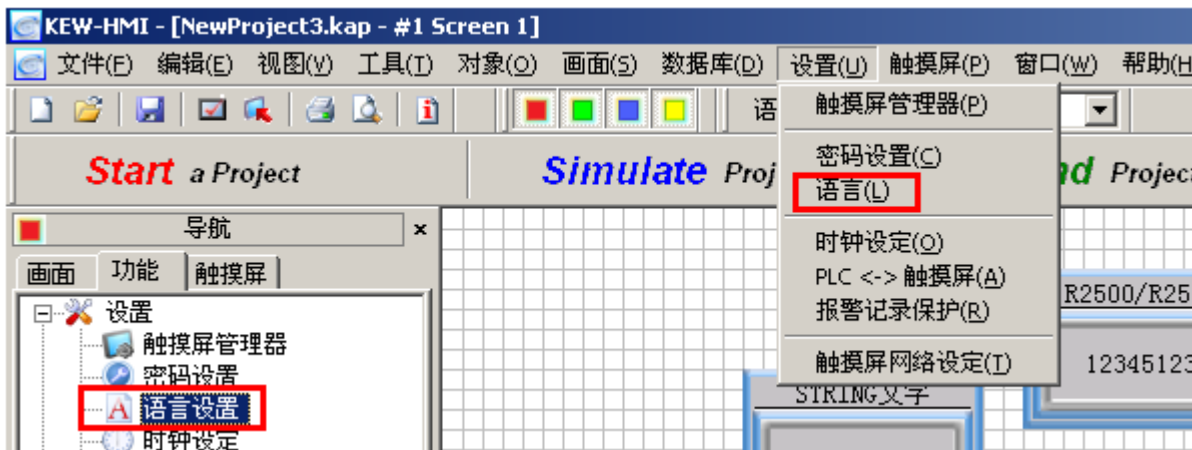 KEW-HMI - [NewProject3.kap - #1 Screen 1]
文件(F) 编辑(E) 视图(V) 工具(T) 对象(O) 画面(S) 数据库(D) 设置(U) 触摸屏(P) 窗口(W) 帮助(H
语
触摸屏管理器(P)
密码设置(C)
语言(L)
时钟设定(O)
PLC <-> 触摸屏(A)
报警记录保护(R)
触摸屏网络设定(T)
Start a Project
Simulate Proj
nd Projec
导航
画面 功能 触摸屏
设置
触摸屏管理器
密码设置
语言设置
时钟设定
R2500/R25
12345123
STRING文字